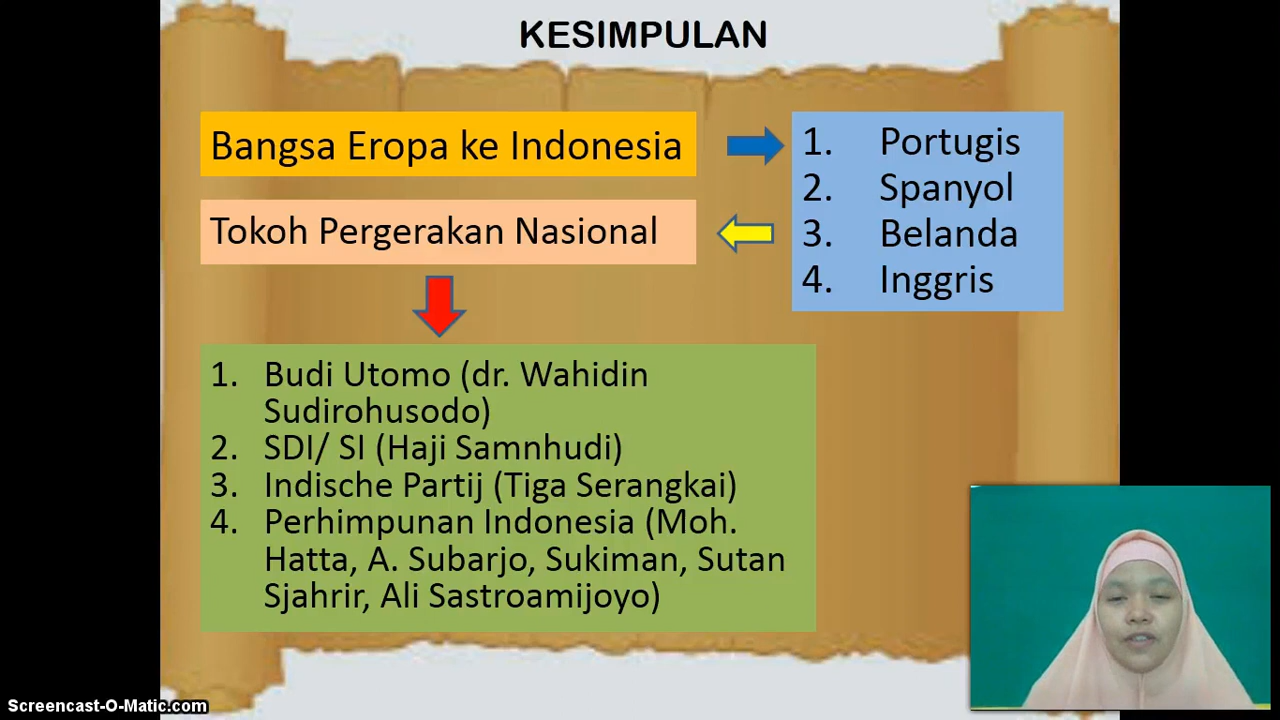 KESIMPULAN
Bangsa Eropa ke Indonesia
1. Portugis
2. Spanyol
3. Belanda
4. Inggris
Tokoh Pergerakan Nasional
1. Budi Utomo (dr. Wahidin
Sudirohusodo)
2. SDI/ SI (Haji Samnhudi)
3. Indische Partij (Tiga Serangkai)
4. Perhimpunan Indonesia (Moh.
Hatta, A. Subarjo, Sukiman, Sutan
Sjahrir, Ali Sastroamijoyo)
Screencast-O-Matic.com